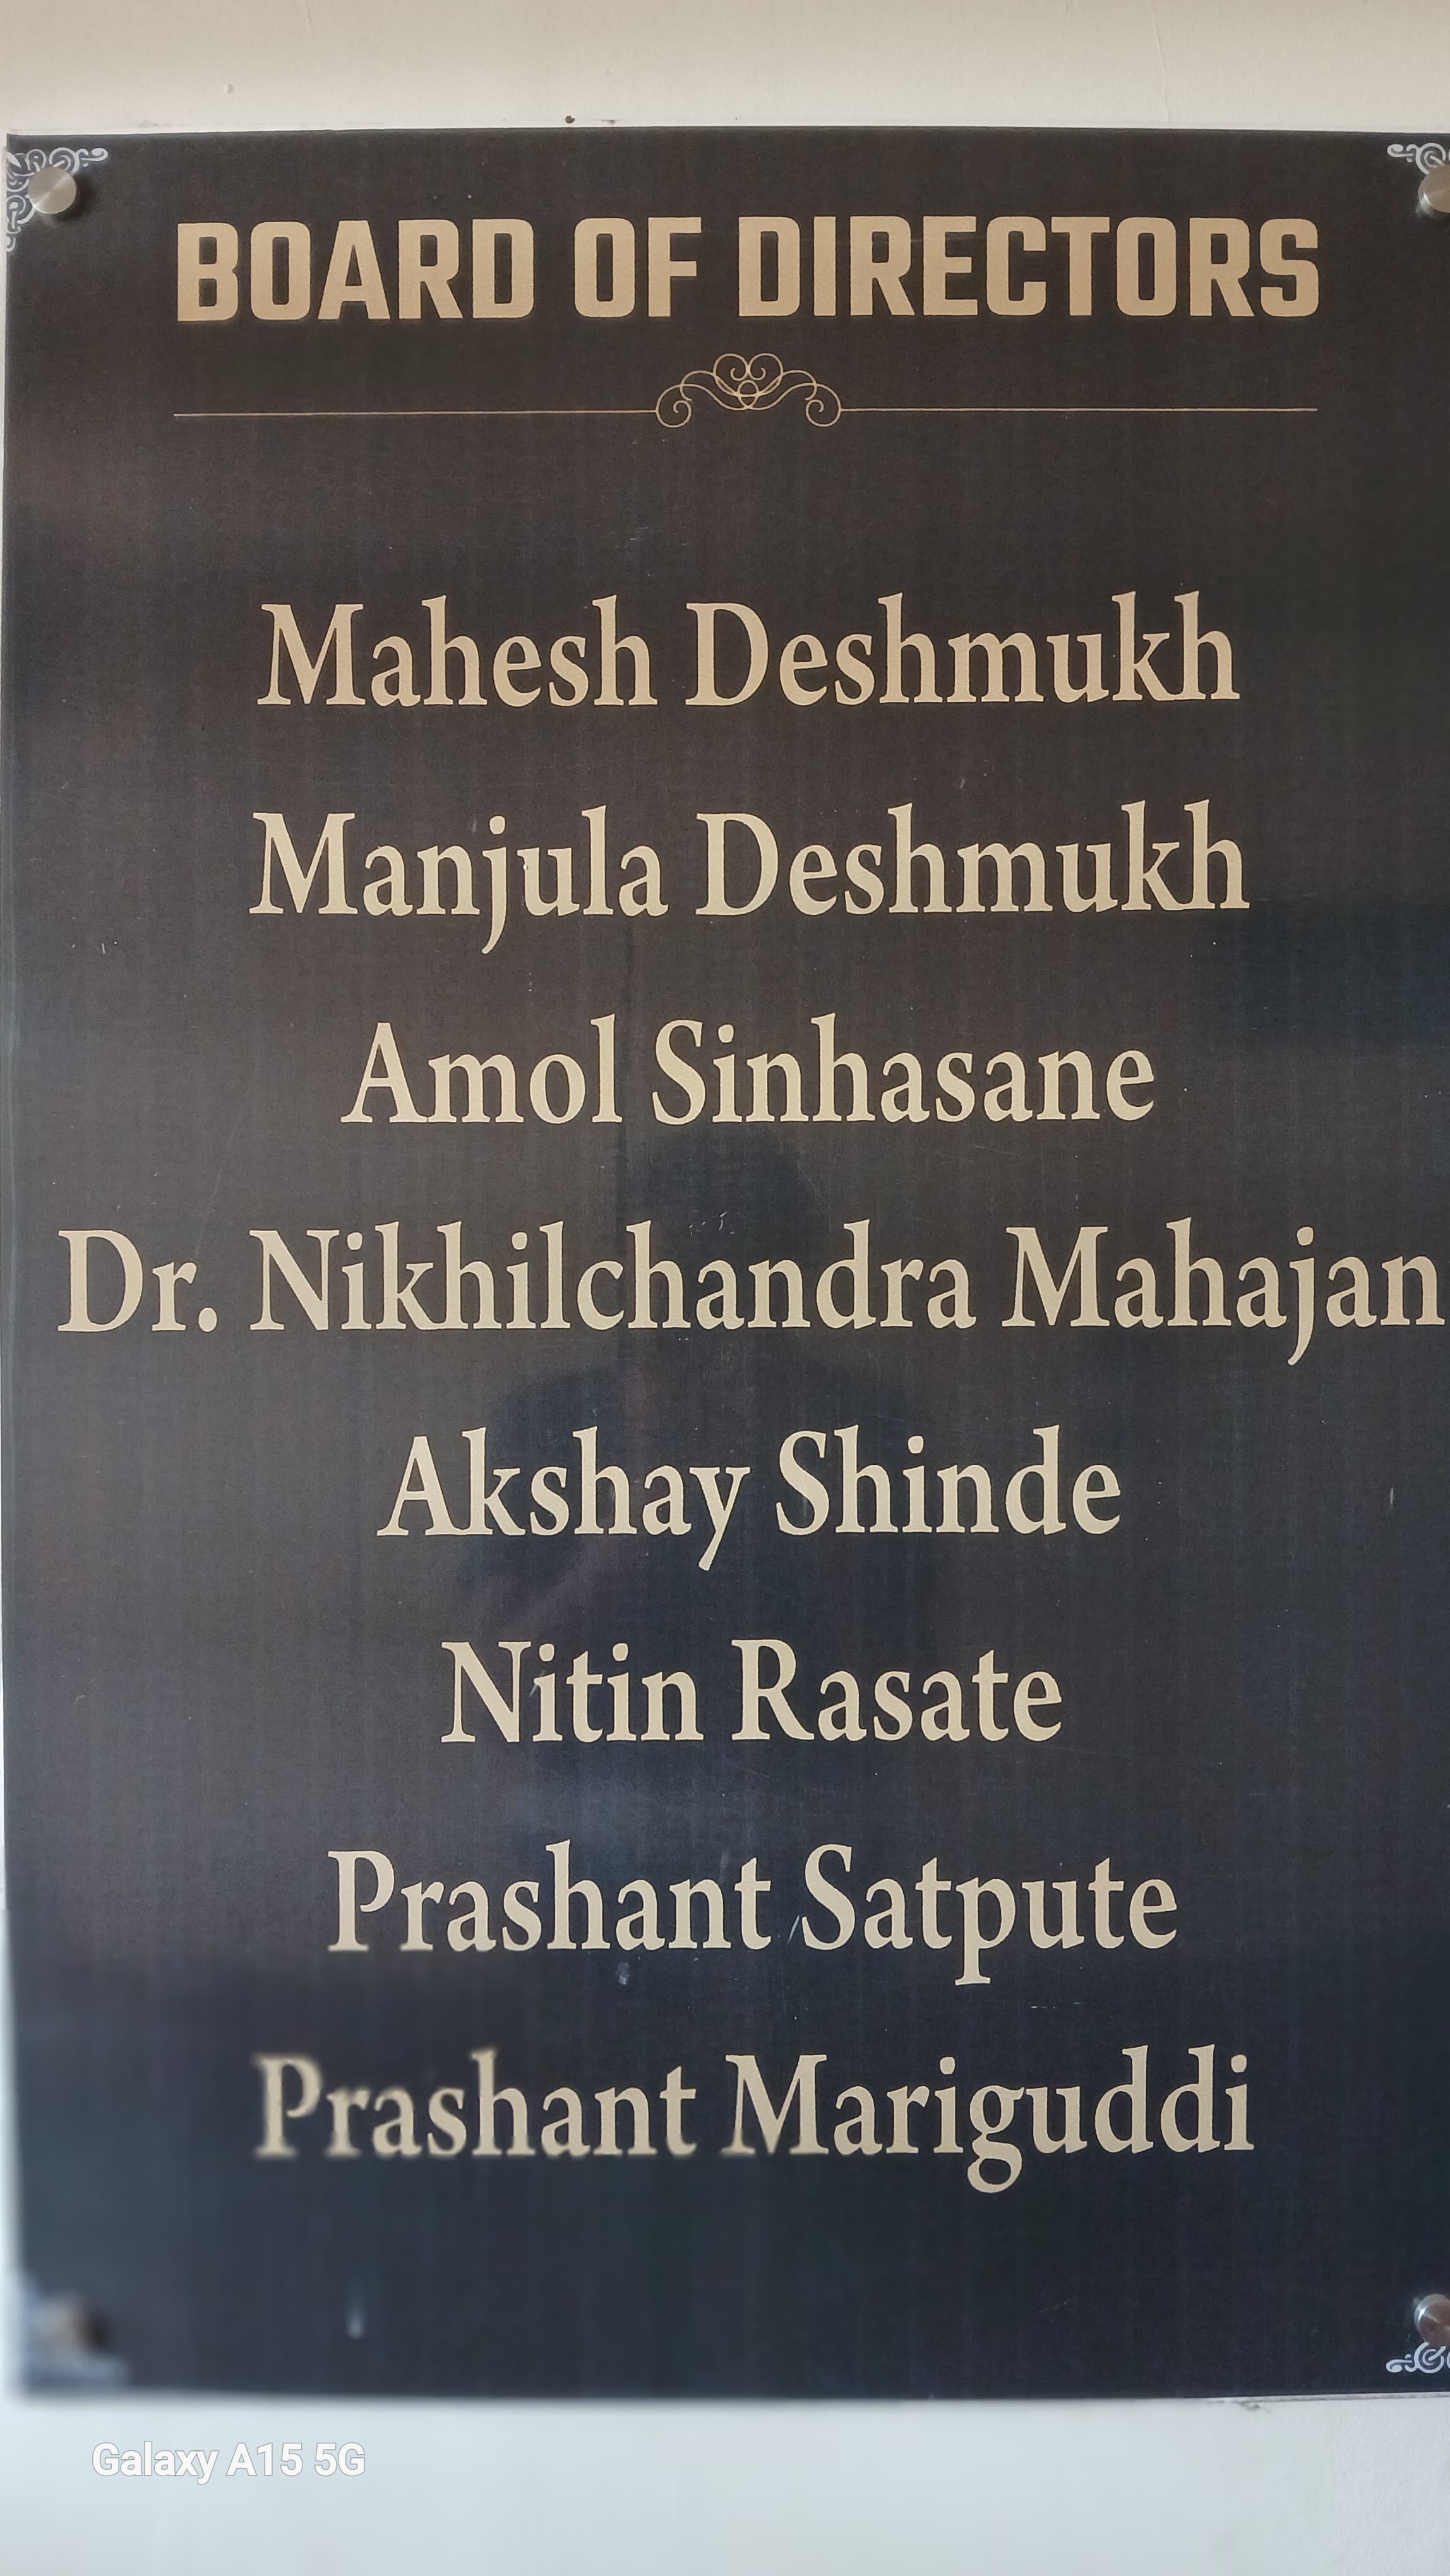 BOARD OF DIRECTORS
Mahesh Deshmukh
Manjula Deshmukh
Amol Sinhasane
Dr. Nikhilchandra Mahajan
Akshay Shinde
Nitin Rasate
Prashant Satpute
Prashant Mariguddi
Galaxy A15 5G